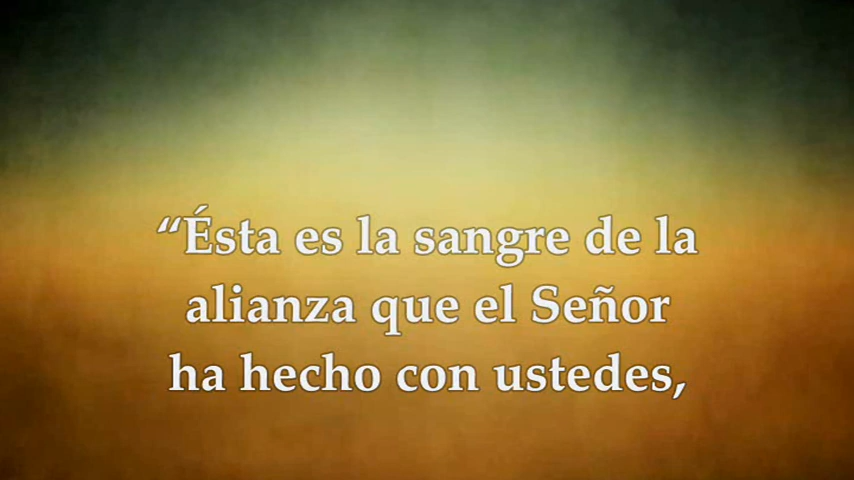 “Ésta es la sangre de la
alianza que el Señor
ha hecho con ustedes,